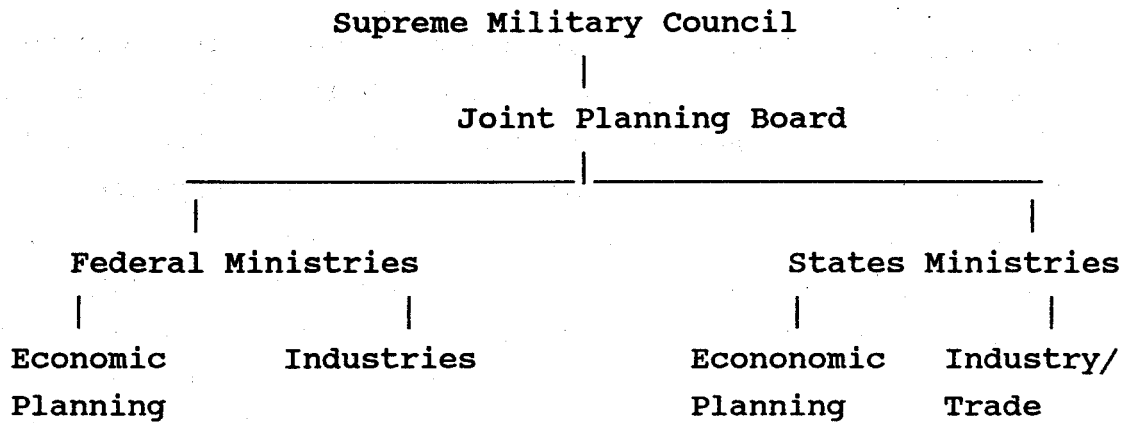 Supreme Military Council
Joint Planning Board
Federal Ministries States Ministries
Economic Industries Econonomic Industry/
Planning Planning Trade